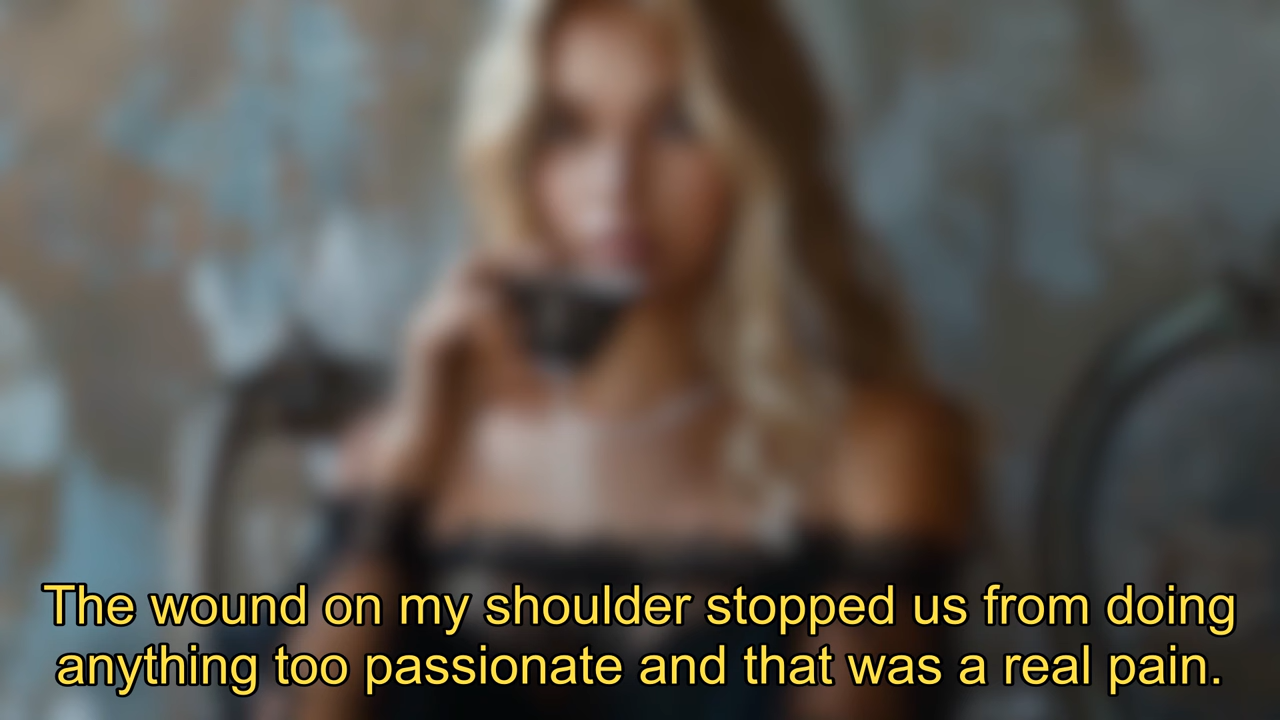 The wound on my shoulder stopped us from doing
anything too passionate and that was a real pain.